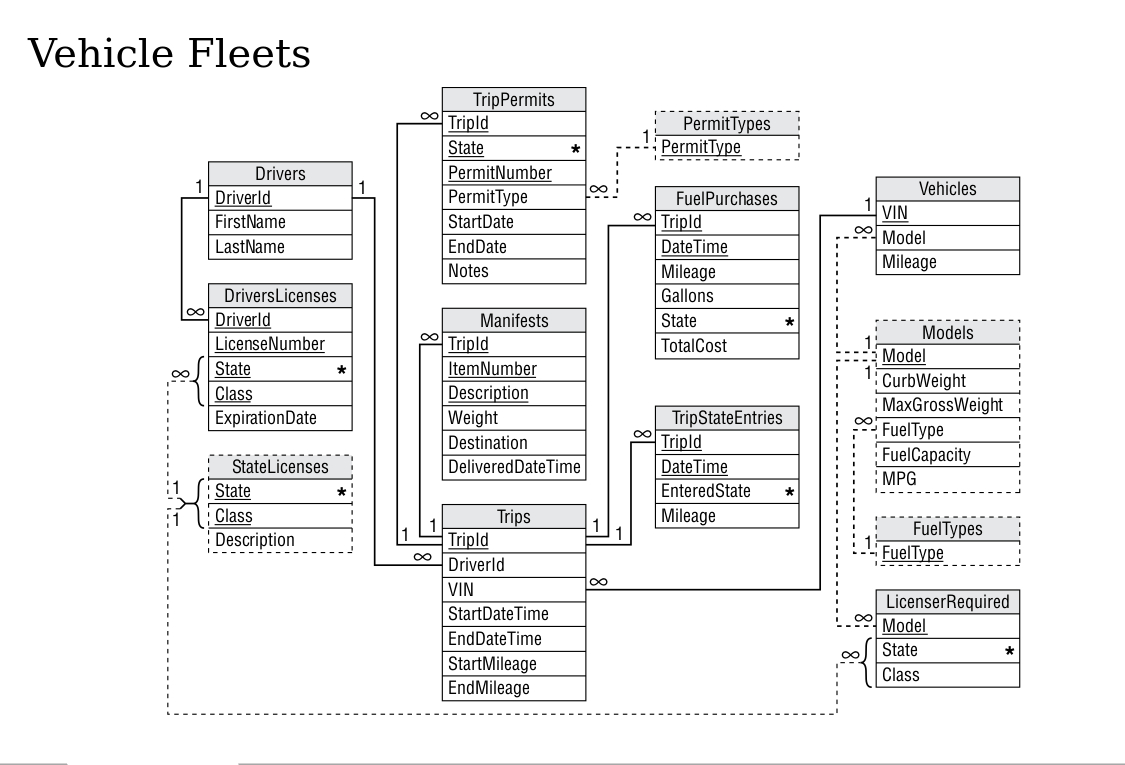 Vehicle Fleets
TripPermits
∞
TripId
State *
PermitNumber
PermitType
∞
StartDate
EndDate
Notes
PermitTypes
1
PermitType
Drivers
1
DriverId
1
FirstName
LastName
DriversLicenses
∞
DriverId
LicenseNumber
∞
State *
Class
ExpirationDate
StateLicenses
1
State *
1
Class
Description
Manifests
∞
TripId
ItemNumber
Description
Weight
Destination
DeliveredDateTime
Trips
1
1
TripId
1
1
∞
DriverId
VIN
∞
StartDateTime
EndDateTime
StartMileage
EndMileage
FuelPurchases
∞
TripId
DateTime
Mileage
Gallons
State *
TotalCost
TripStateEntries
∞
TripId
DateTime
EnteredState *
Mileage
Vehicles
1
VIN
∞
Model
Mileage
Models
1
Model
1
CurbWeight
MaxGrossWeight
∞
FuelType
FuelCapacity
MPG
FuelTypes
1
FuelType
LicenserRequired
∞
Model
∞
State *
Class